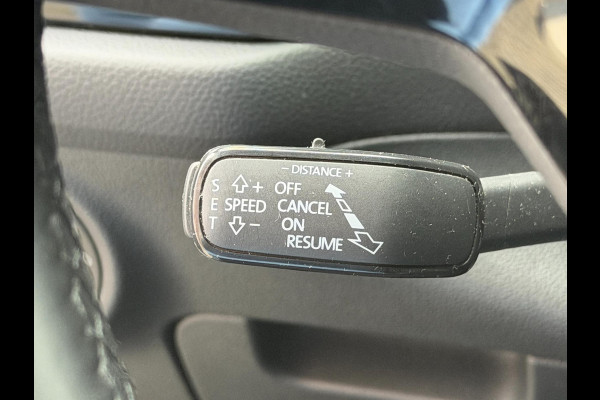 − DISTANCE +
S ⇧ + OFF
E SPEED CANCEL
T ⇩ − ON
RESUME